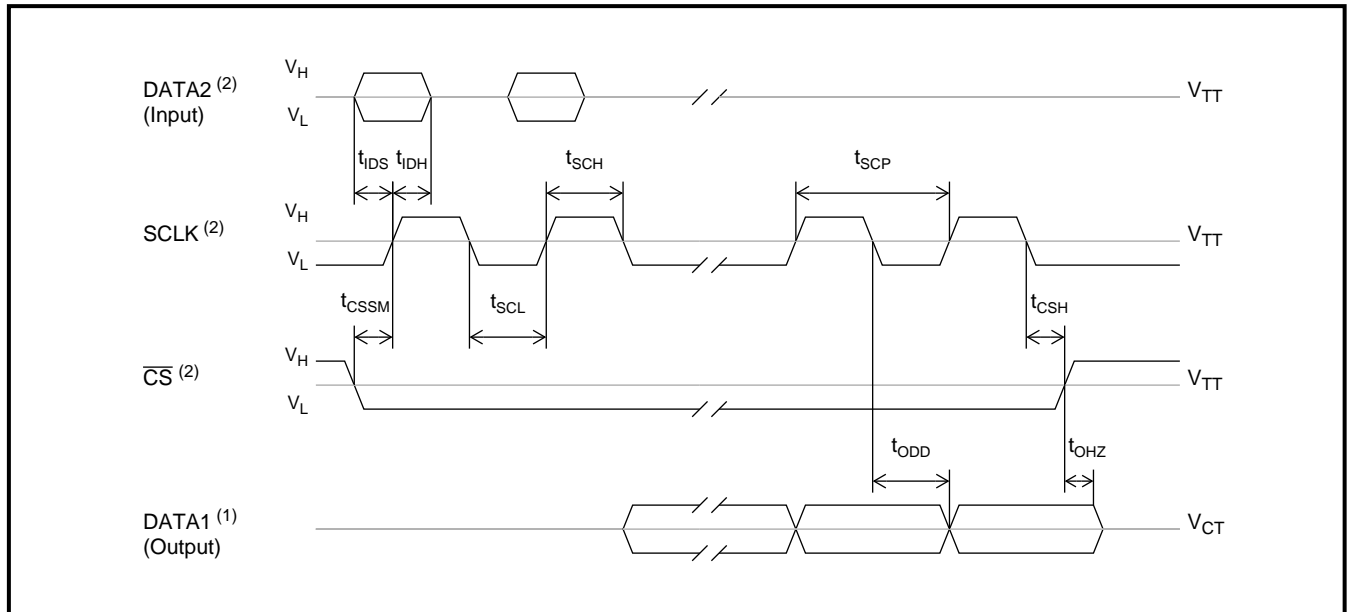 V_H
DATA2 (2)
V_TT
(Input)
V_L
t_IDS t_IDH t_SCH t_SCP
V_H
SCLK (2)
V_TT
V_L
t_CSSM t_SCL t_CSH
V_H
C̅S̅ (2)
V_TT
V_L
t_ODD t_OHZ
DATA1 (1)
V_CT
(Output)